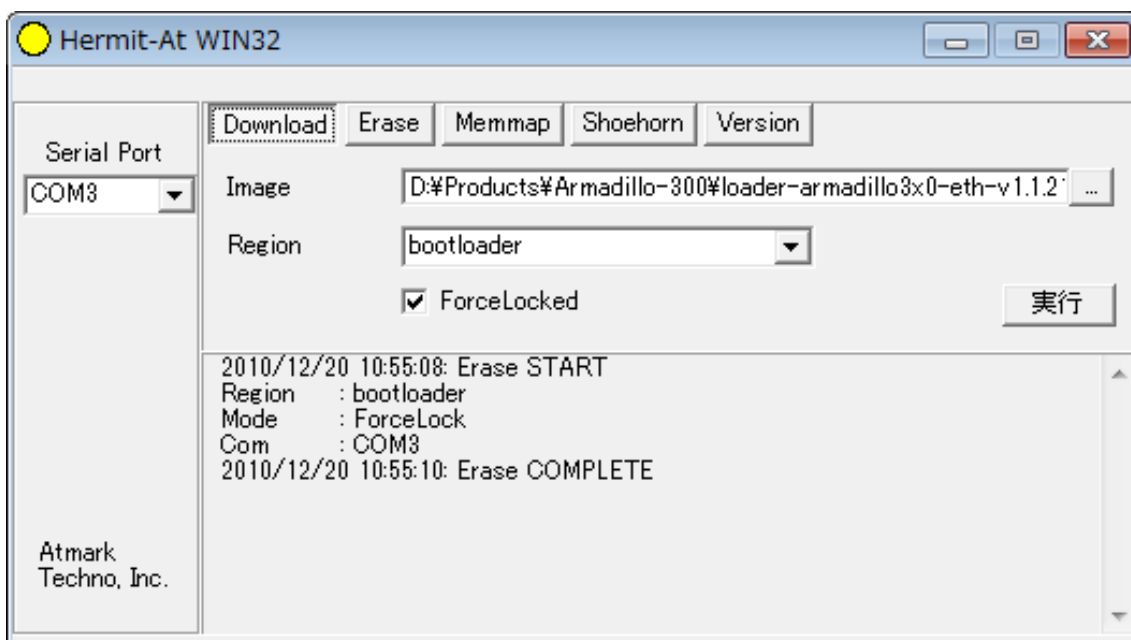 Hermit-At WIN32
Serial Port
COM3
Atmark
Techno, Inc.
Download Erase Memmap Shoehorn Version
Image D:¥Products¥Armadillo-300¥loader-armadillo3x0-eth-v1.1.2 ...
Region bootloader
ForceLocked
実行
2010/12/20 10:55:08: Erase START
Region : bootloader
Mode : ForceLock
Com : COM3
2010/12/20 10:55:10: Erase COMPLETE